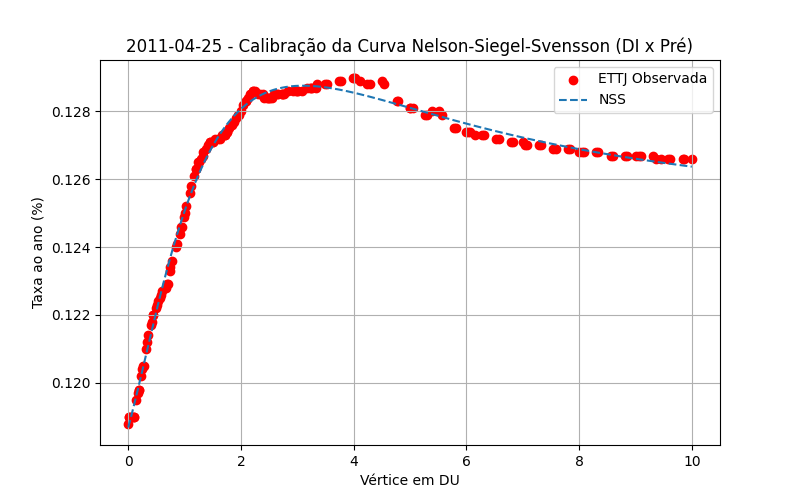 2011-04-25 - Calibração da Curva Nelson-Siegel-Svensson (DI x Pré)
ETTJ Observada
NSS
Taxa ao ano (%)
0.128
0.126
0.124
0.122
0.120
0
2
4
6
8
10
Vértice em DU